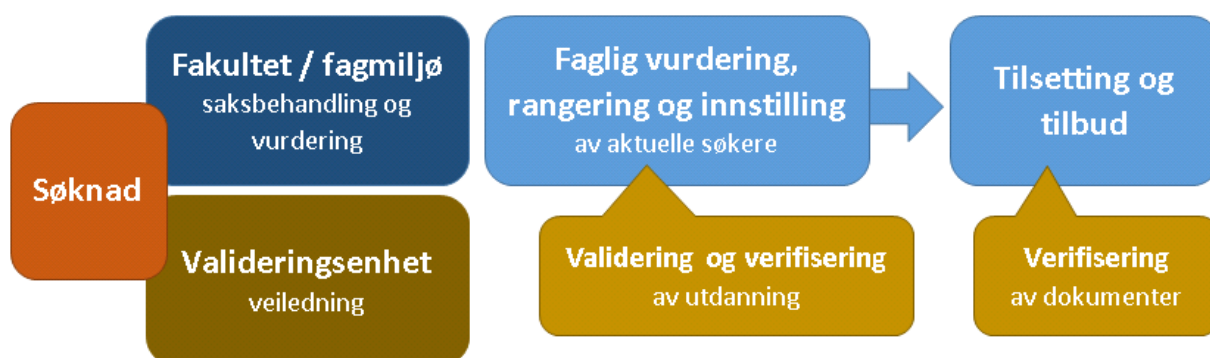 Søknad
Fakultet / fagmiljø
saksbehandling og
vurdering
Valideringsenhet
veiledning
Faglig vurdering,
rangering og innstilling
av aktuelle søkere
Validering og verifisering
av utdanning
Tilsetting og
tilbud
Verifisering
av dokumenter